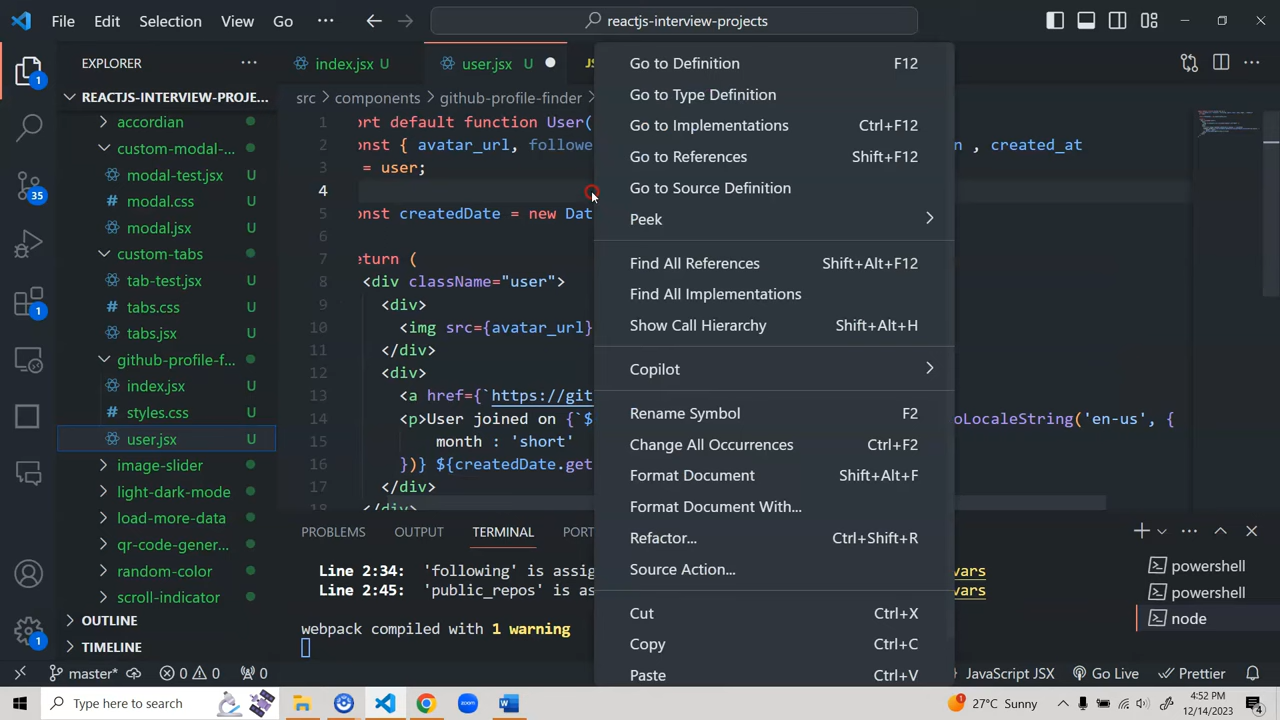 File Edit Selection View Go ··· reactjs-interview-projects
EXPLORER ···
REACTJS-INTERVIEW-PROJE...
accordian
custom-modal-...
modal-test.jsx U
modal.css U
modal.jsx U
custom-tabs
tab-test.jsx U
tabs.css U
tabs.jsx U
github-profile-f...
index.jsx U
styles.css U
user.jsx U
image-slider
light-dark-mode
load-more-data
qr-code-gener...
random-color
scroll-indicator
OUTLINE
TIMELINE
1
35
1
1
index.jsx U user.jsx U JS
src > components > github-profile-finder >
1 ort default function User(
2 onst { avatar_url, followe n , created_at
3 = user;
4
5 onst createdDate = new Dat
6
7 eturn (
8 <div className="user">
9 <div>
10 <img src={avatar_url}
11 </div>
12 <div>
13 <a href={`https://git
14 <p>User joined on {`$ oLocaleString('en-us', {
15 month : 'short'
16 })} ${createdDate.get
17 </div>
18 </div>
Go to Definition F12
Go to Type Definition
Go to Implementations Ctrl+F12
Go to References Shift+F12
Go to Source Definition
Peek
Find All References Shift+Alt+F12
Find All Implementations
Show Call Hierarchy Shift+Alt+H
Copilot
Rename Symbol F2
Change All Occurrences Ctrl+F2
Format Document Shift+Alt+F
Format Document With...
Refactor... Ctrl+Shift+R
Source Action...
Cut Ctrl+X
Copy Ctrl+C
Paste Ctrl+V
PROBLEMS OUTPUT TERMINAL PORT
Line 2:34: 'following' is assig vars
Line 2:45: 'public_repos' is as vars
webpack compiled with 1 warning
powershell
powershell
node
master* 0 0 0 JavaScript JSX Go Live Prettier
Type here to search 27°C Sunny 4:52 PM
12/14/2023 4